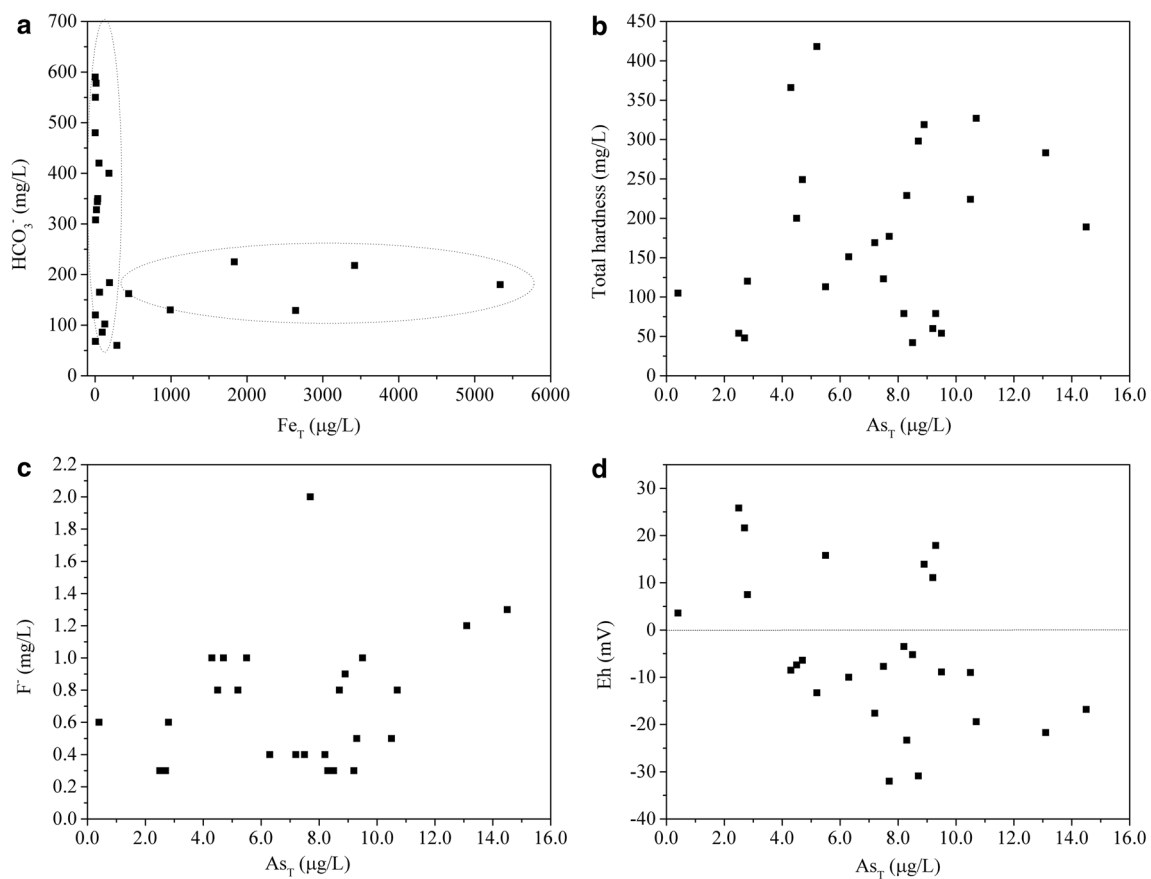 a
700
600
500
400
300
200
100
0
HCO₃⁻ (mg/L)
0 1000 2000 3000 4000 5000 6000
Fe_T (μg/L)
b
450
400
350
300
250
200
150
100
50
0
Total hardness (mg/L)
0.0 2.0 4.0 6.0 8.0 10.0 12.0 14.0 16.0
As_T (μg/L)
c
2.2
2.0
1.8
1.6
1.4
1.2
1.0
0.8
0.6
0.4
0.2
0.0
F⁻ (mg/L)
0.0 2.0 4.0 6.0 8.0 10.0 12.0 14.0 16.0
As_T (μg/L)
d
30
20
10
0
-10
-20
-30
-40
Eh (mV)
0.0 2.0 4.0 6.0 8.0 10.0 12.0 14.0 16.0
As_T (μg/L)